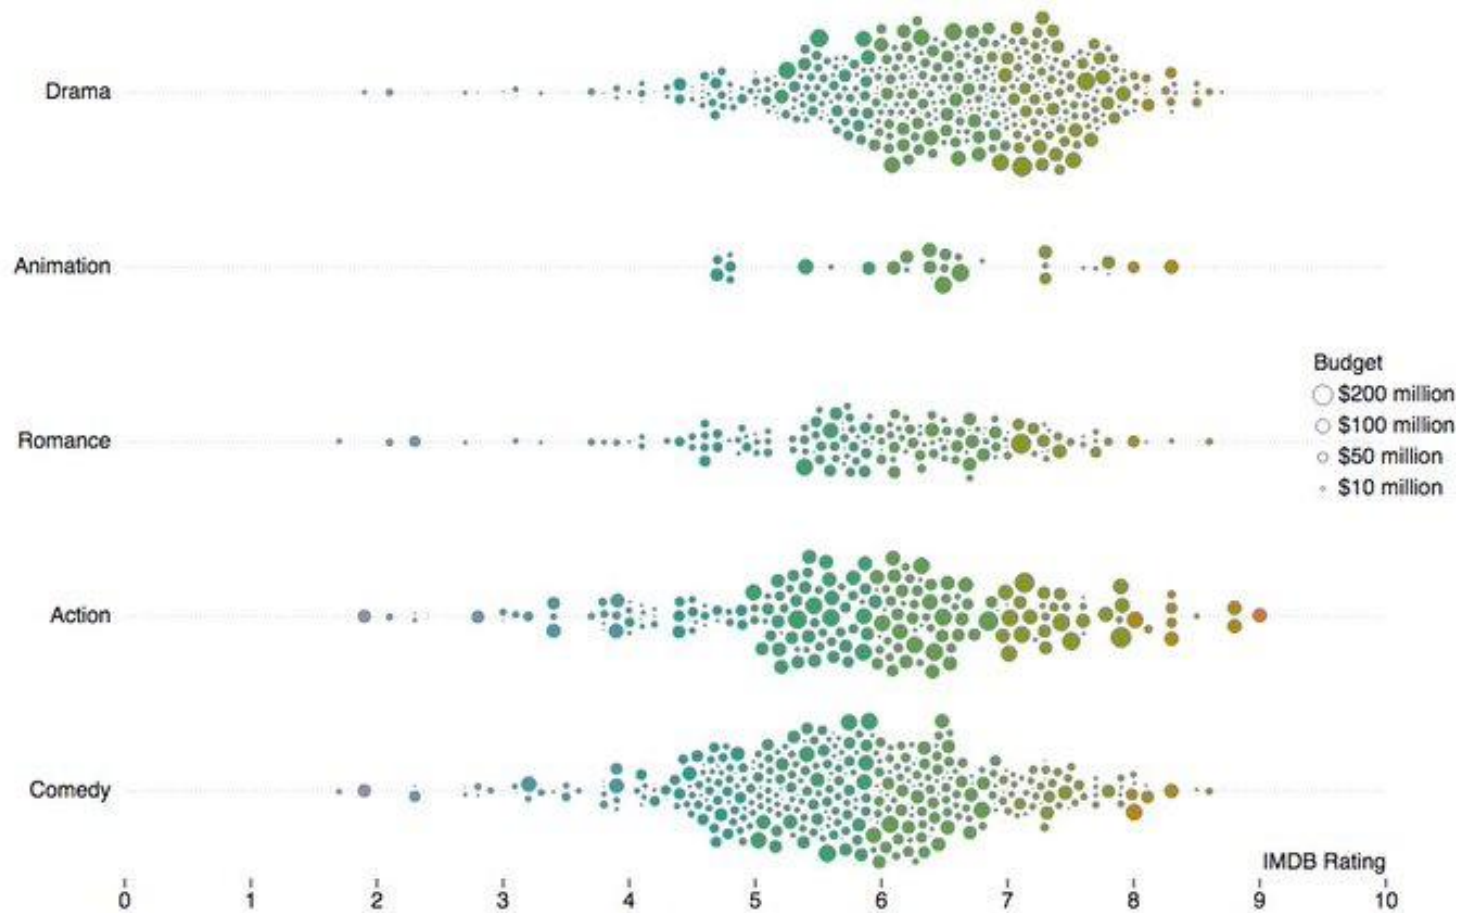 Drama
Animation
Romance
Action
Comedy
Budget
$200 million
$100 million
$50 million
$10 million
IMDB Rating
0 1 2 3 4 5 6 7 8 9 10